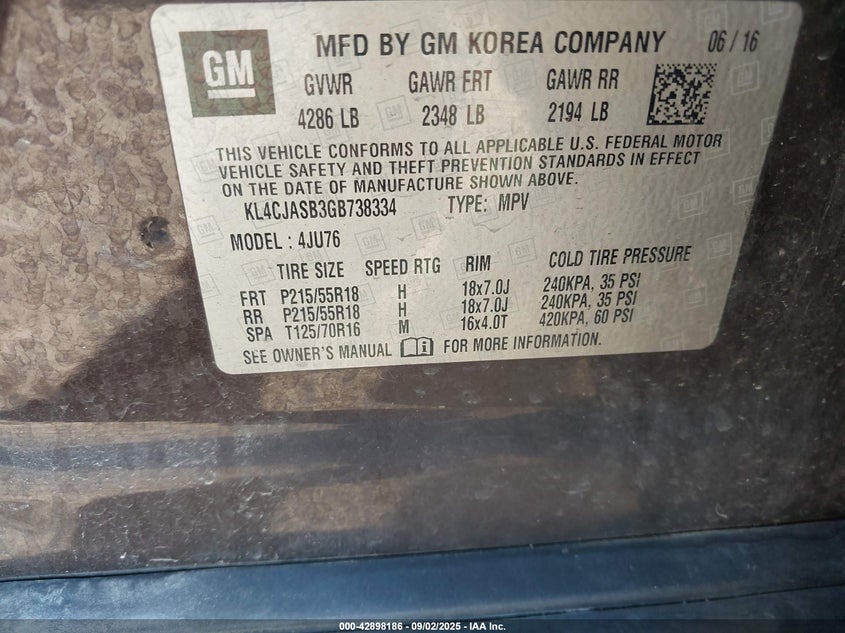 GM MFD BY GM KOREA COMPANY 06/16
GVWR GAWR FRT GAWR RR
4286 LB 2348 LB 2194 LB
THIS VEHICLE CONFORMS TO ALL APPLICABLE U.S. FEDERAL MOTOR
VEHICLE SAFETY AND THEFT PREVENTION STANDARDS IN EFFECT
ON THE DATE OF MANUFACTURE SHOWN ABOVE.
KL4CJASB3GB738334 TYPE: MPV
MODEL : 4JU76
TIRE SIZE SPEED RTG RIM COLD TIRE PRESSURE
FRT P215/55R18 H 18x7.0J 240KPA, 35 PSI
RR P215/55R18 H 18x7.0J 240KPA, 35 PSI
SPA T125/70R16 M 16x4.0T 420KPA, 60 PSI
SEE OWNER'S MANUAL FOR MORE INFORMATION.
000-42898186 - 09/02/2025 - IAA Inc.